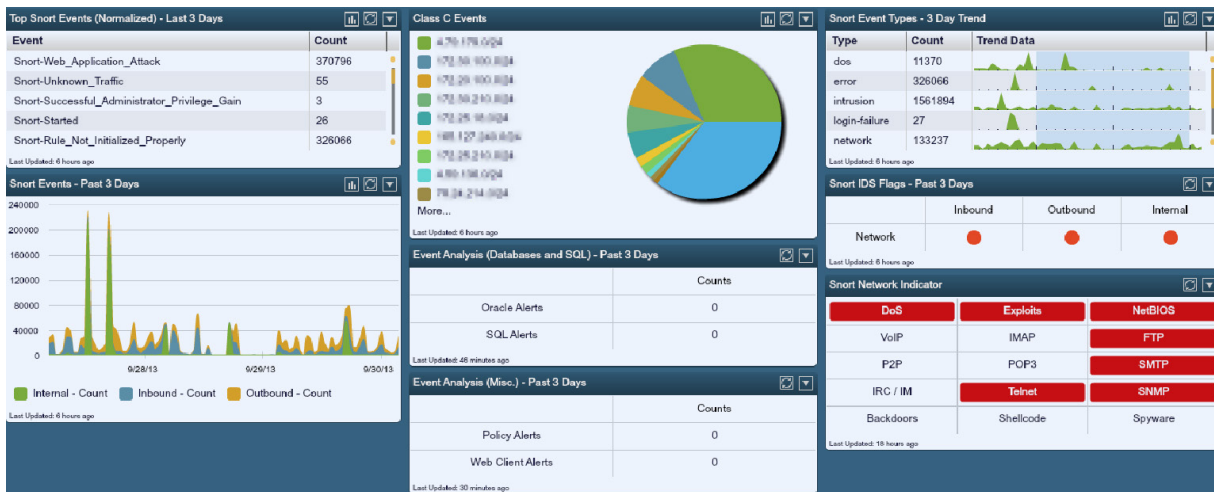 Top Snort Events (Normalized) - Last 3 Days
Event Count
Snort-Web_Application_Attack 370796
Snort-Unknown_Traffic 55
Snort-Successful_Administrator_Privilege_Gain 3
Snort-Started 26
Snort-Rule_Not_Initialized_Properly 326066
Last Updated: 6 hours ago
Snort Events - Past 3 Days
240000
200000
160000
120000
80000
40000
0
9/28/13 9/29/13 9/30/13
Internal - Count Inbound - Count Outbound - Count
Last Updated: 6 hours ago
Class C Events
More...
Last Updated: 6 hours ago
Event Analysis (Databases and SQL) - Past 3 Days
Counts
Oracle Alerts 0
SQL Alerts 0
Last Updated: 46 minutes ago
Event Analysis (Misc.) - Past 3 Days
Counts
Policy Alerts 0
Web Client Alerts 0
Last Updated: 30 minutes ago
Snort Event Types - 3 Day Trend
Type Count Trend Data
dos 11370
error 326066
intrusion 1561894
login-failure 27
network 133237
Last Updated: 6 hours ago
Snort IDS Flags - Past 3 Days
Inbound Outbound Internal
Network
Last Updated: 6 hours ago
Snort Network Indicator
DoS Exploits NetBIOS
VoIP IMAP FTP
P2P POP3 SMTP
IRC / IM Telnet SNMP
Backdoors Shellcode Spyware
Last Updated: 18 hours ago